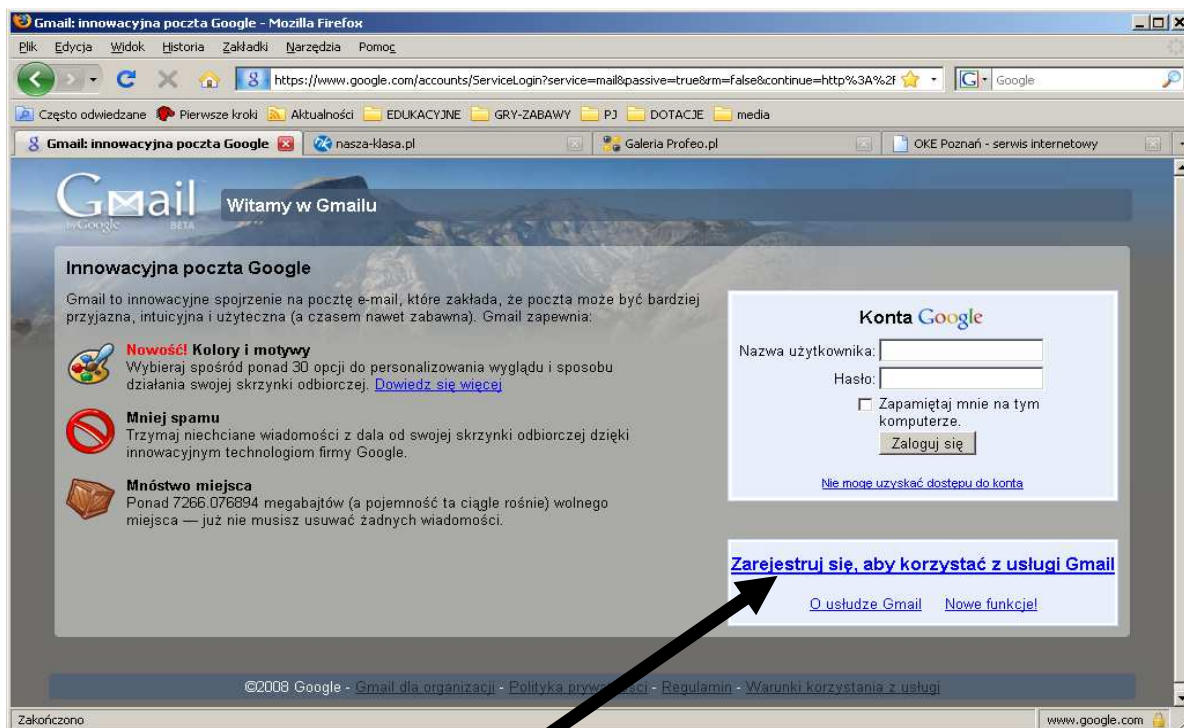 Gmail: innowacyjna poczta Google - Mozilla Firefox
Plik Edycja Widok Historia Zakładki Narzędzia Pomoc
https://www.google.com/accounts/ServiceLogin?service=mail&passive=true&rm=false&continue=http%3A%2F
Google
Często odwiedzane Pierwsze kroki Aktualności EDUKACYJNE GRY-ZABAWY PJ DOTACJE media
Gmail: innowacyjna poczta Google nasza-klasa.pl Galeria Profeo.pl OKE Poznań - serwis internetowy
Gmail
by Google BETA
Witamy w Gmailu
Innowacyjna poczta Google
Gmail to innowacyjne spojrzenie na pocztę e-mail, które zakłada, że poczta może być bardziej
przyjazna, intuicyjna i użyteczna (a czasem nawet zabawna). Gmail zapewnia:
Nowość! Kolory i motywy
Wybieraj spośród ponad 30 opcji do personalizowania wyglądu i sposobu
działania swojej skrzynki odbiorczej. Dowiedz się więcej
Mniej spamu
Trzymaj niechciane wiadomości z dala od swojej skrzynki odbiorczej dzięki
innowacyjnym technologiom firmy Google.
Mnóstwo miejsca
Ponad 7266.076894 megabajtów (a pojemność ta ciągle rośnie) wolnego
miejsca — już nie musisz usuwać żadnych wiadomości.
Konta Google
Nazwa użytkownika:
Hasło:
Zapamiętaj mnie na tym
komputerze.
Zaloguj się
Nie mogę uzyskać dostępu do konta
Zarejestruj się, aby korzystać z usługi Gmail
O usłudze Gmail Nowe funkcje!
©2008 Google - Gmail dla organizacji - Polityka prywatności - Regulamin - Warunki korzystania z usługi
Zakończono
www.google.com